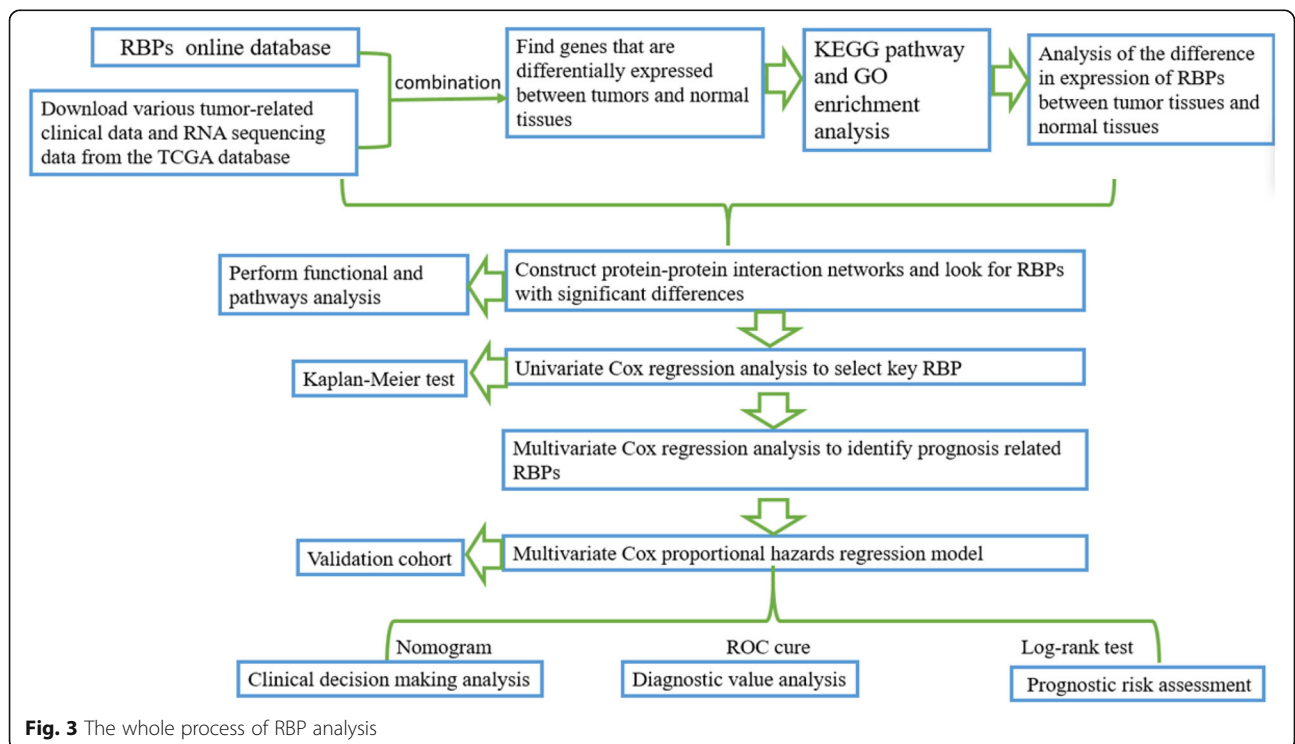 RBPs online database
Download various tumor-related
clinical data and RNA sequencing
data from the TCGA database
combination
Find genes that are
differentially expressed
between tumors and normal
tissues
KEGG pathway
and GO
enrichment
analysis
Analysis of the difference
in expression of RBPs
between tumor tissues and
normal tissues
Perform functional and
pathways analysis
Construct protein-protein interaction networks and look for RBPs
with significant differences
Kaplan-Meier test
Univariate Cox regression analysis to select key RBP
Multivariate Cox regression analysis to identify prognosis related
RBPs
Validation cohort
Multivariate Cox proportional hazards regression model
Nomogram
Clinical decision making analysis
ROC cure
Diagnostic value analysis
Log-rank test
Prognostic risk assessment
Fig. 3 The whole process of RBP analysis